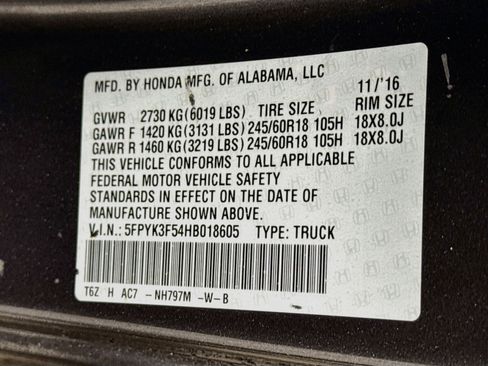 MFD. BY HONDA MFG. OF ALABAMA, LLC 11/'16
GVWR 2730 KG (6019 LBS) TIRE SIZE RIM SIZE
GAWR F 1420 KG (3131 LBS) 245/60R18 105H 18X8.0J
GAWR R 1460 KG (3219 LBS) 245/60R18 105H 18X8.0J
THIS VEHICLE CONFORMS TO ALL APPLICABLE
FEDERAL MOTOR VEHICLE SAFETY
STANDARDS IN EFFECT ON THE DATE OF
MANUFACTURE SHOWN ABOVE.
V.I.N.: 5FPYK3F54HB018605 TYPE: TRUCK
T6Z H AC7 -NH797M -W-B